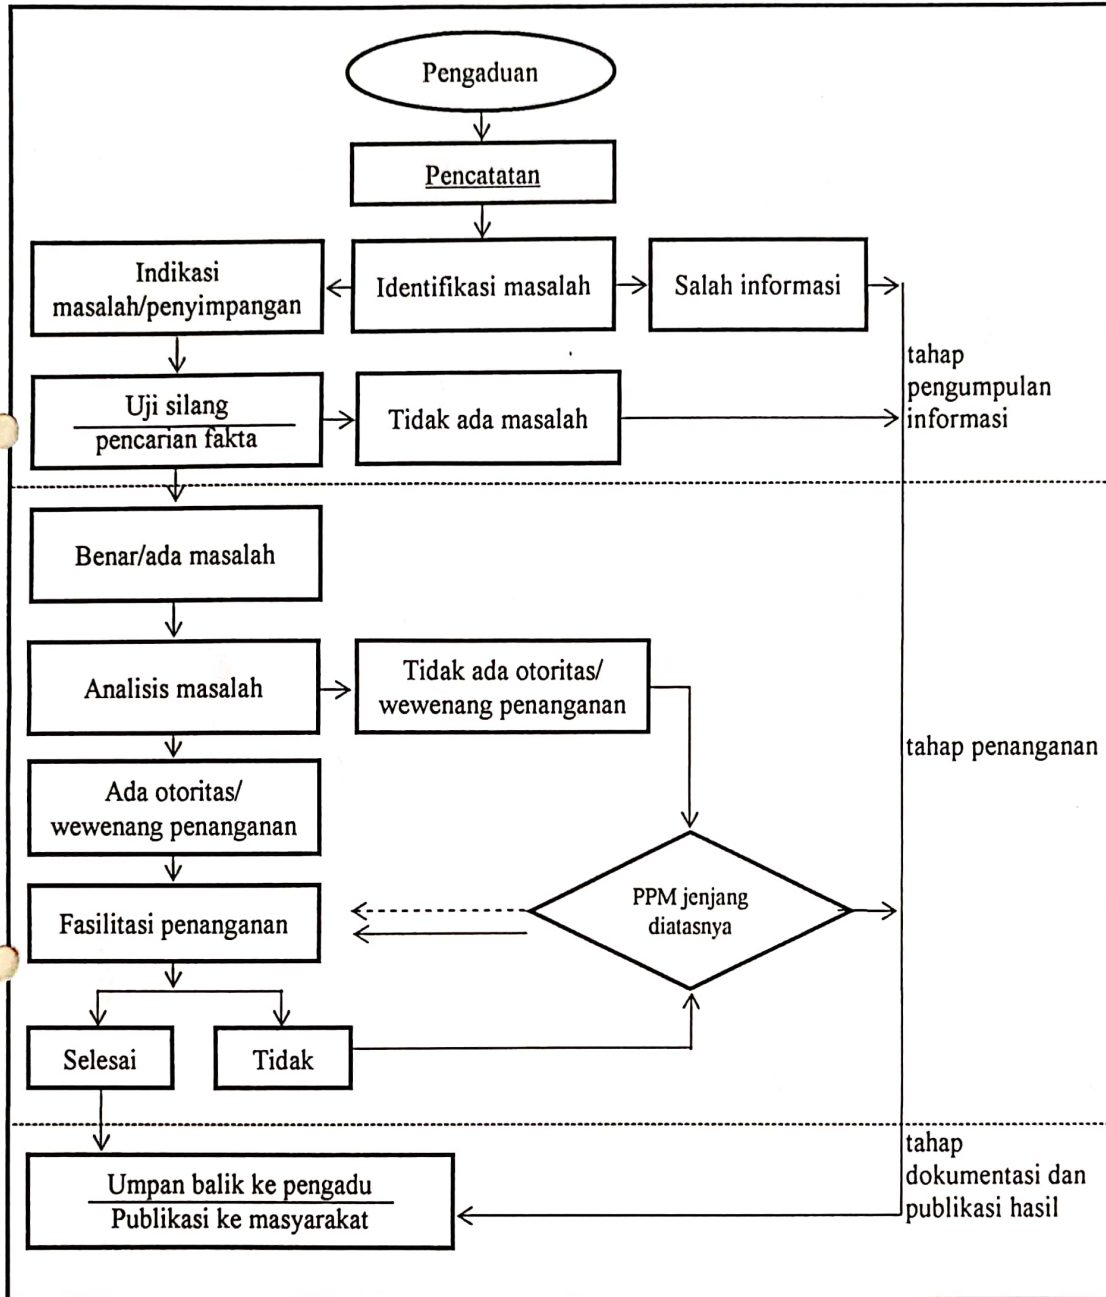 Pengaduan
Pencatatan
Indikasi
masalah/penyimpangan
Identifikasi masalah
Salah informasi
tahap
pengumpulan
informasi
Uji silang
pencarian fakta
Tidak ada masalah
Benar/ada masalah
Analisis masalah
Tidak ada otoritas/
wewenang penanganan
tahap penanganan
Ada otoritas/
wewenang penanganan
Fasilitasi penanganan
PPM jenjang
diatasnya
Selesai
Tidak
tahap
dokumentasi dan
publikasi hasil
Umpan balik ke pengadu
Publikasi ke masyarakat